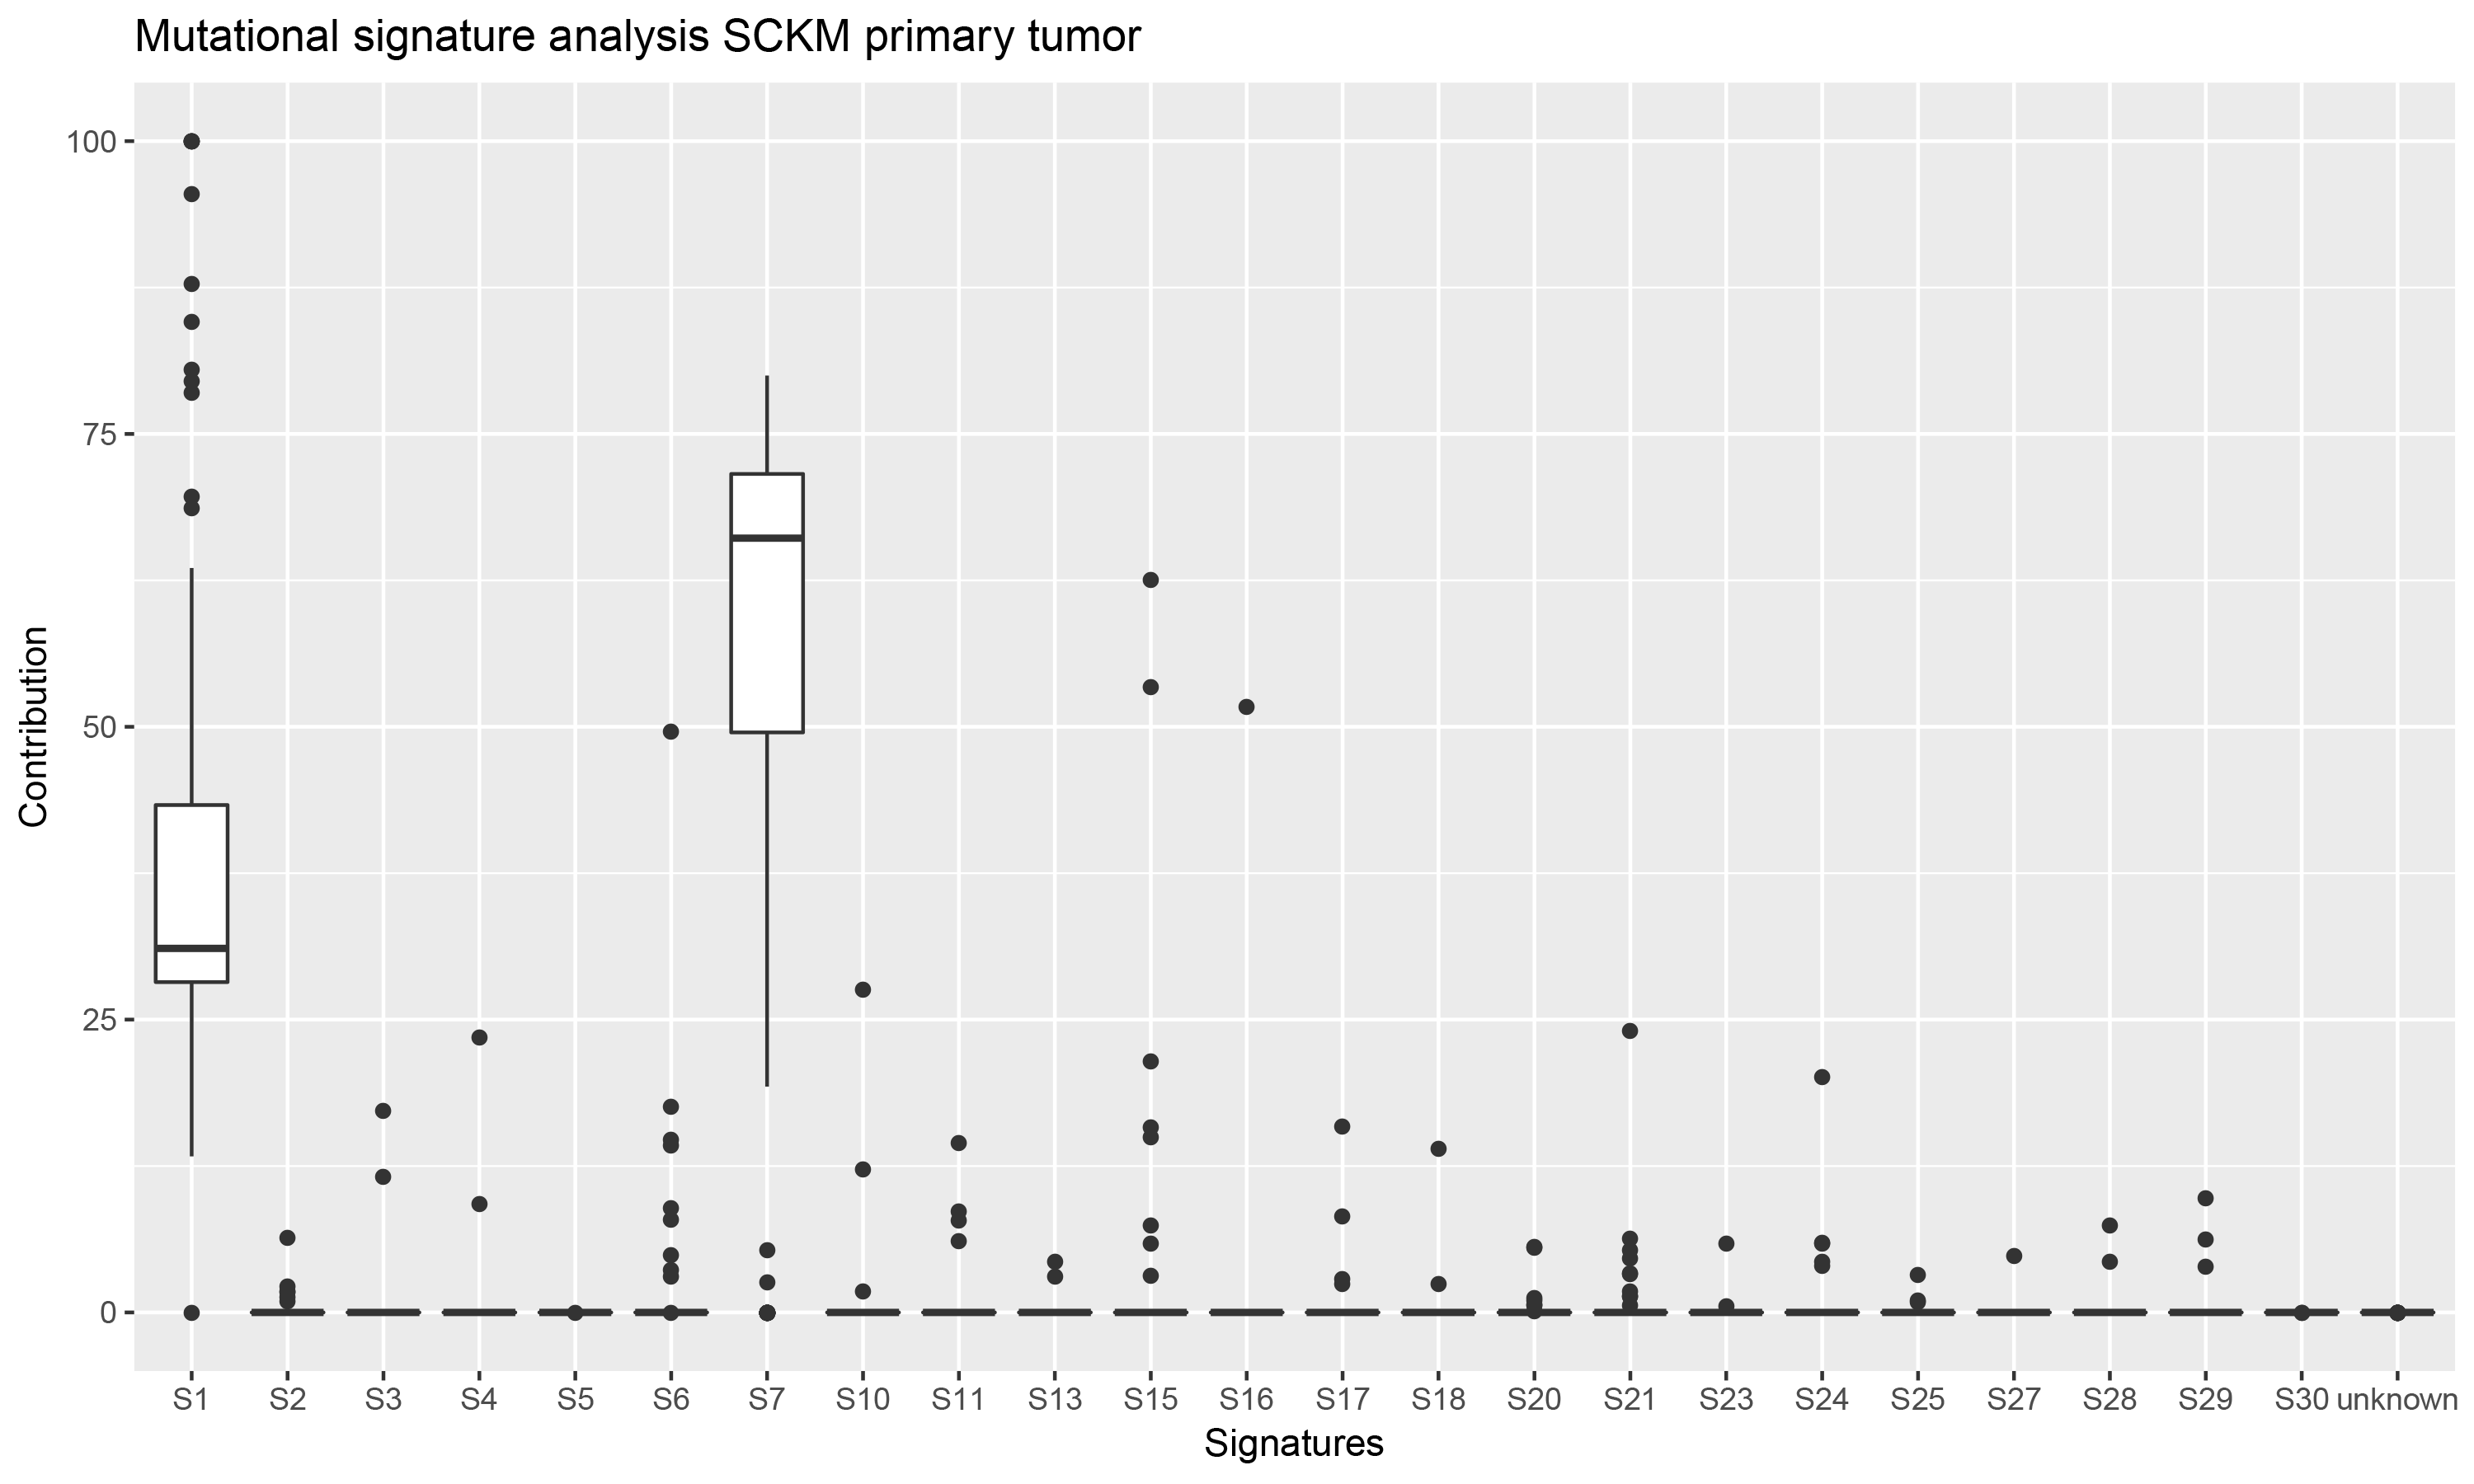 Mutational signature analysis SCKM primary tumor
100
75
50
25
0
Contribution
S1 S2 S3 S4 S5 S6 S7 S10 S11 S13 S15 S16 S17 S18 S20 S21 S23 S24 S25 S27 S28 S29 S30 unknown
Signatures